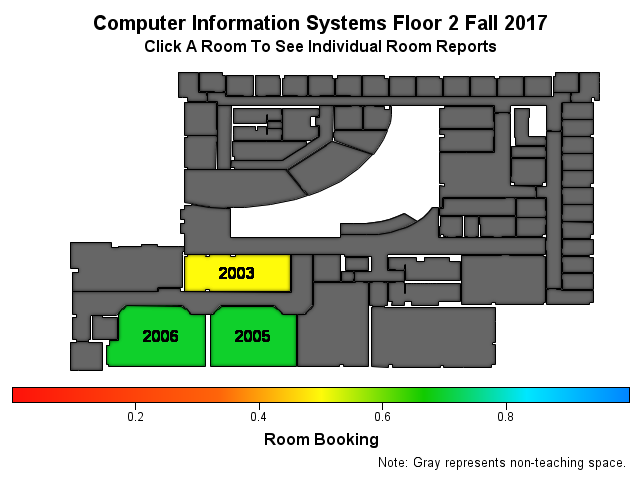 Computer Information Systems Floor 2 Fall 2017
Click A Room To See Individual Room Reports
2003
2006
2005
0.2
0.4
0.6
0.8
Room Booking
Note: Gray represents non-teaching space.